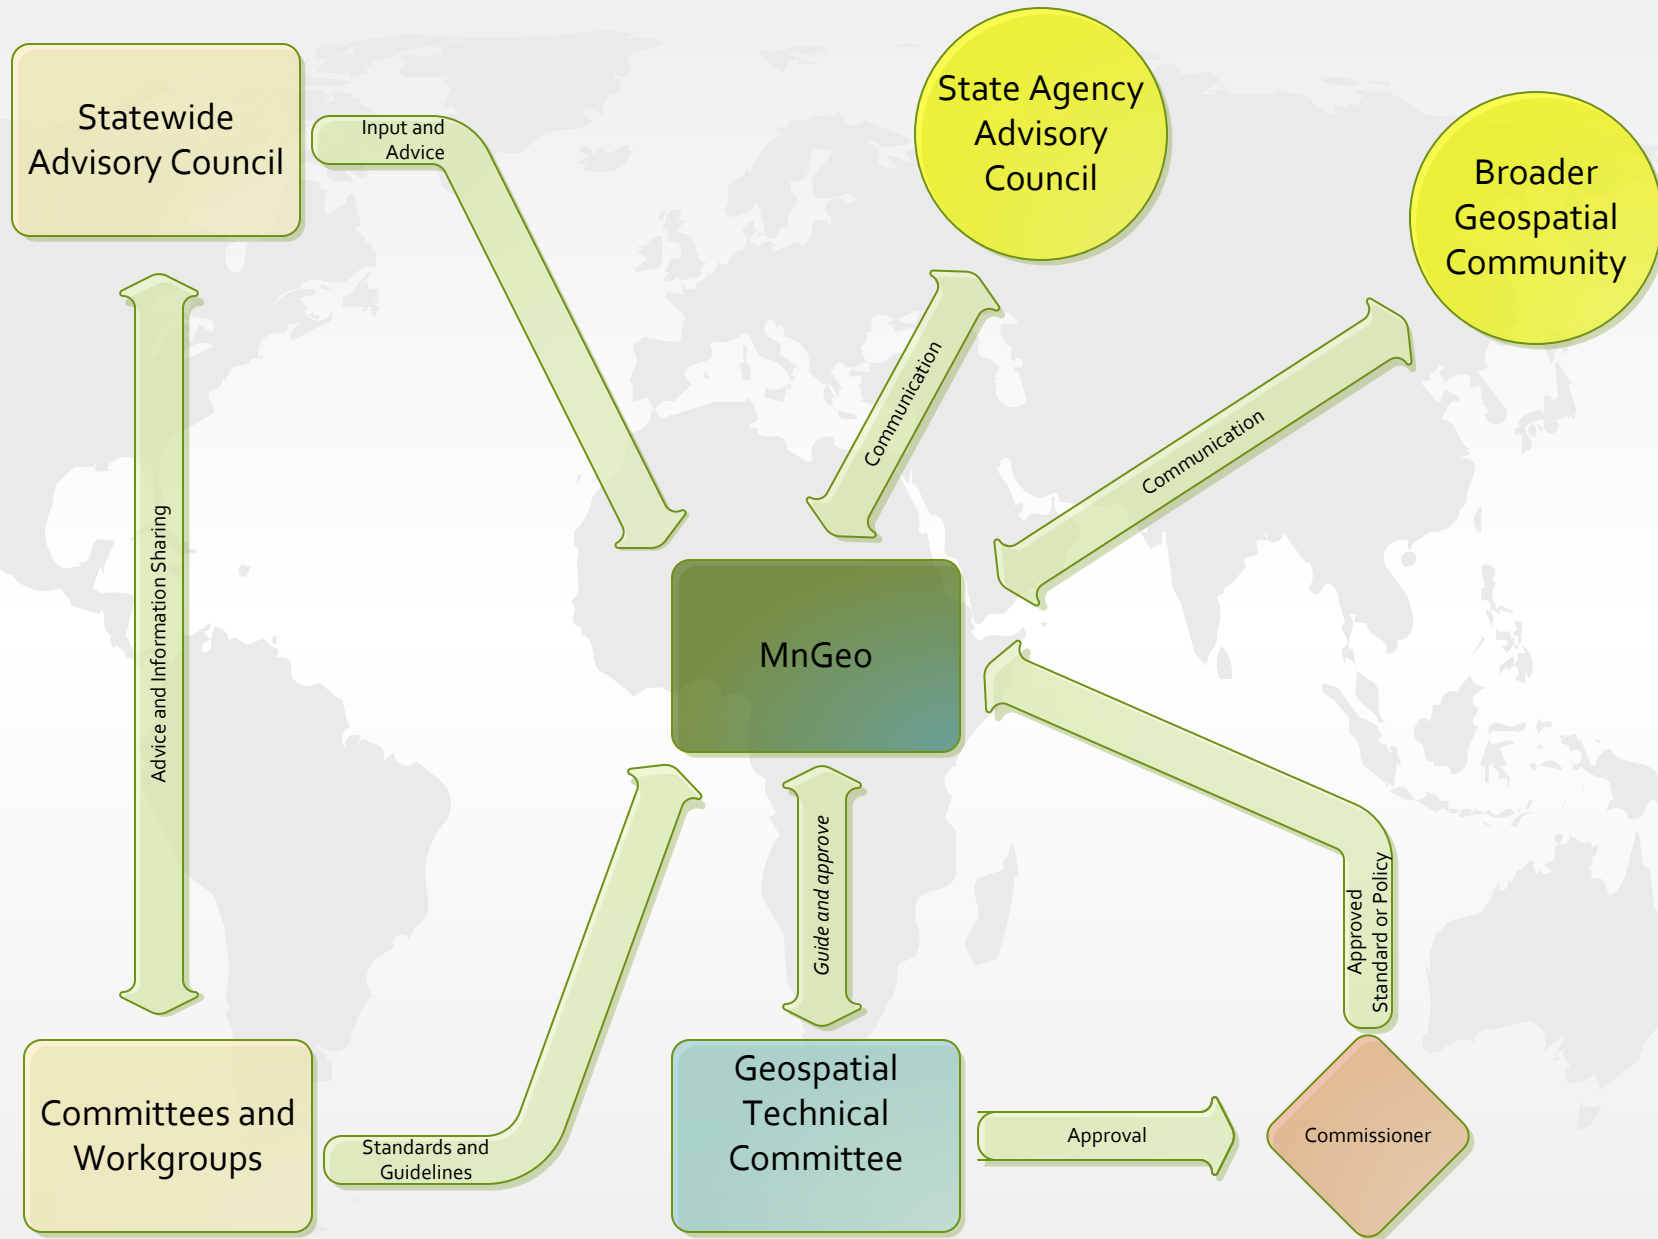 Statewide
Advisory Council
Input and
Advice
State Agency
Advisory
Council
Broader
Geospatial
Community
Communication
Communication
Advice and Information Sharing
MnGeo
Guide and approve
Approved
Standard or Policy
Committees and
Workgroups
Standards and
Guidelines
Geospatial
Technical
Committee
Approval
Commissioner